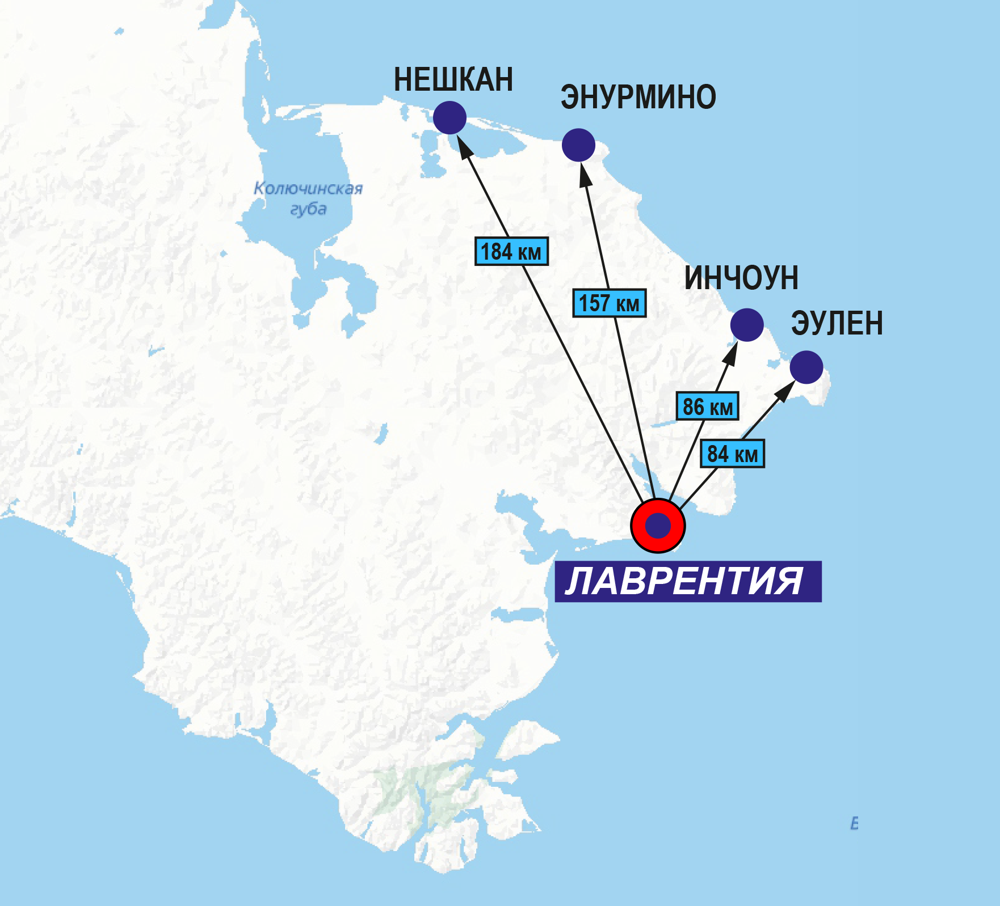 НЕШКАН
ЭНУРМИНО
Колючинская
губа
184 км
ИНЧОУН
157 км
ЭУЛЕН
86 км
84 км
ЛАВРЕНТИЯ